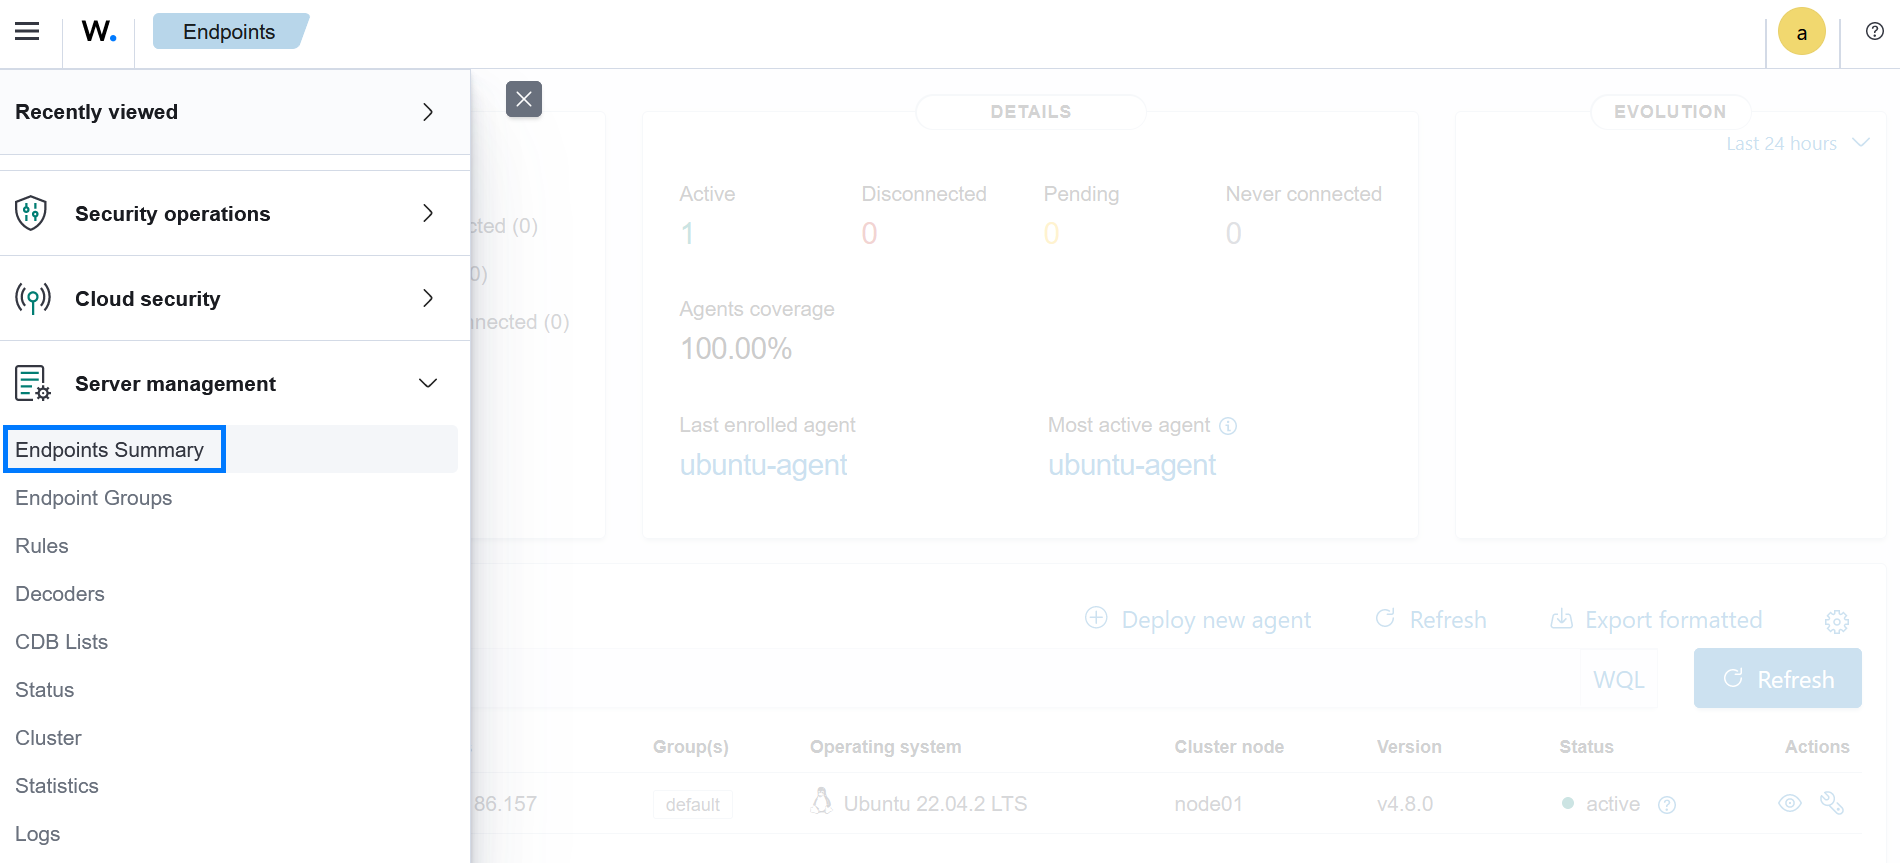 W.
Endpoints
a
Recently viewed
Security operations
Cloud security
Server management
Endpoints Summary
Endpoint Groups
Rules
Decoders
CDB Lists
Status
Cluster
Statistics
Logs
cted (0)
0)
nnected (0)
DETAILS
Active
Disconnected
Pending
Never connected
1
0
0
0
Agents coverage
100.00%
Last enrolled agent
Most active agent
ubuntu-agent
ubuntu-agent
EVOLUTION
Last 24 hours
Deploy new agent
Refresh
Export formatted
WQL
Refresh
Group(s)
Operating system
Cluster node
Version
Status
Actions
86.157
default
Ubuntu 22.04.2 LTS
node01
v4.8.0
active